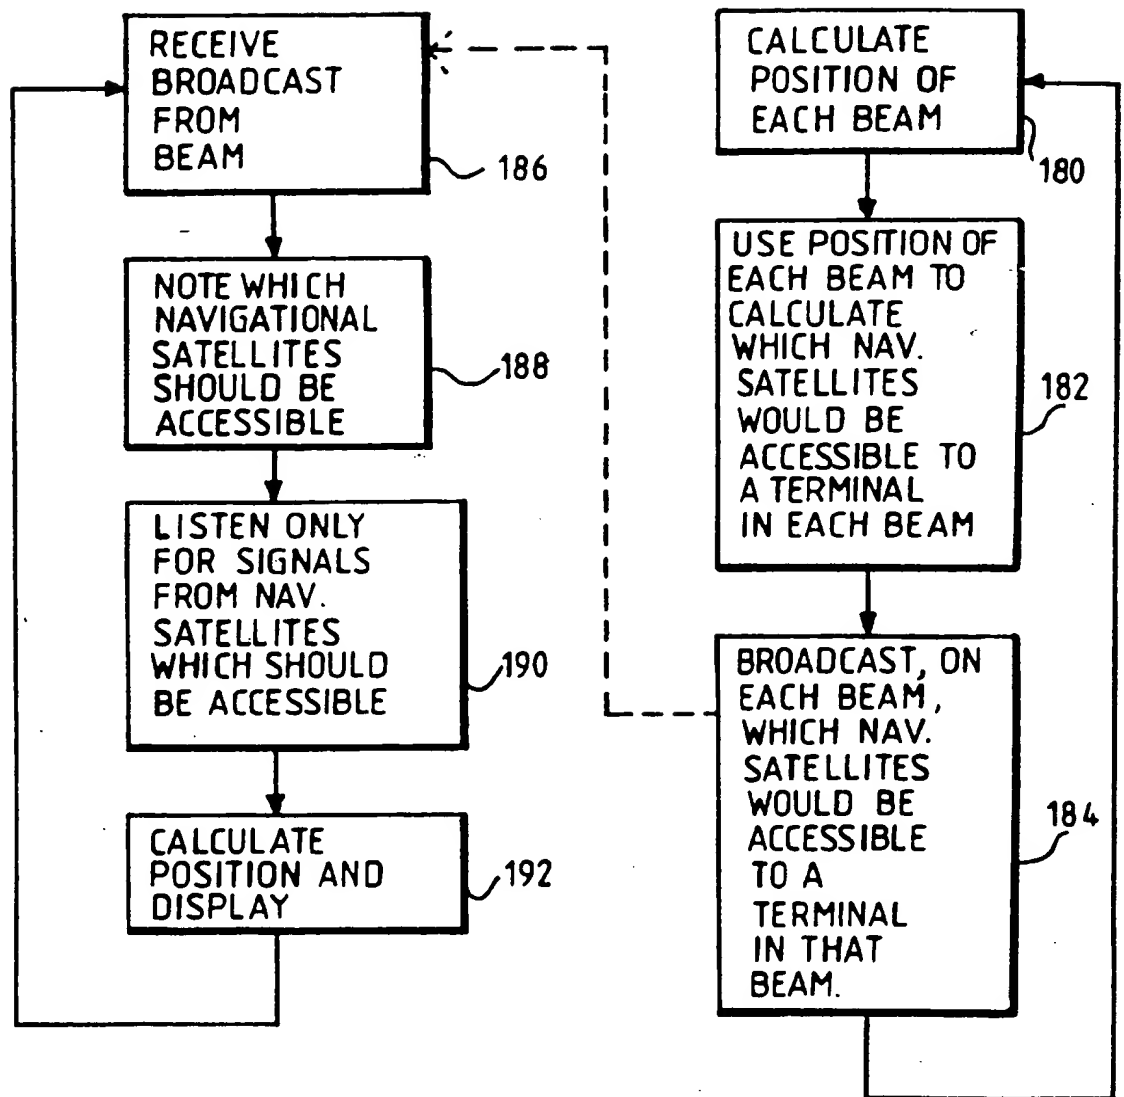 RECEIVE
BROADCAST
FROM
BEAM
186
NOTE WHICH
NAVIGATIONAL
SATELLITES
SHOULD BE
ACCESSIBLE
188
LISTEN ONLY
FOR SIGNALS
FROM NAV.
SATELLITES
WHICH SHOULD
BE ACCESSIBLE
190
CALCULATE
POSITION AND
DISPLAY
192
CALCULATE
POSITION OF
EACH BEAM
180
USE POSITION OF
EACH BEAM TO
CALCULATE
WHICH NAV.
SATELLITES
WOULD BE
ACCESSIBLE TO
A TERMINAL
IN EACH BEAM
182
BROADCAST, ON
EACH BEAM,
WHICH NAV.
SATELLITES
WOULD BE
ACCESSIBLE
TO A
TERMINAL
IN THAT
BEAM.
184